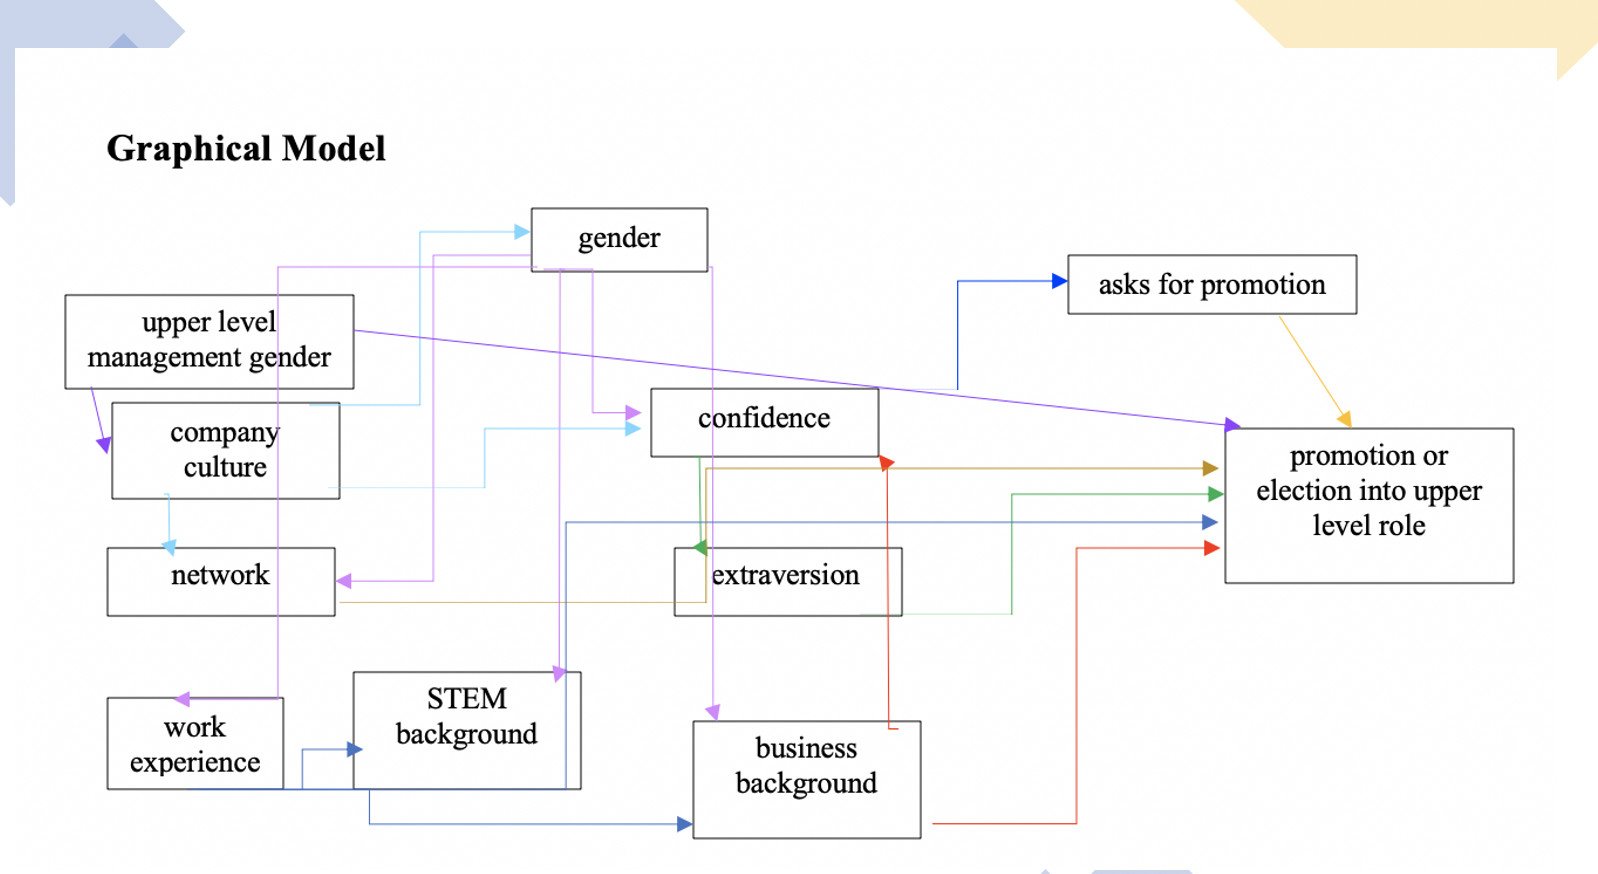 Graphical Model
gender
asks for promotion
upper level
management gender
confidence
company
culture
promotion or
election into upper
level role
network
extraversion
STEM
background
work
experience
business
background